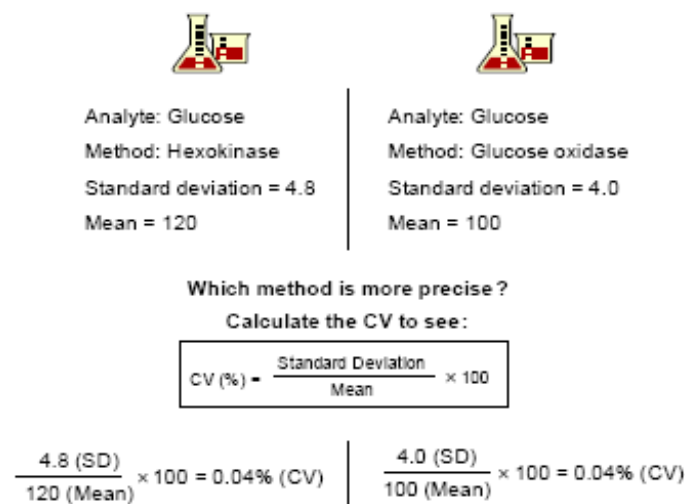 Analyte: Glucose
Method: Hexokinase
Standard deviation = 4.8
Mean = 120
Analyte: Glucose
Method: Glucose oxidase
Standard deviation = 4.0
Mean = 100
Which method is more precise?
Calculate the CV to see:
CV (%) = Standard Deviation / Mean × 100
4.8 (SD) / 120 (Mean) × 100 = 0.04% (CV)
4.0 (SD) / 100 (Mean) × 100 = 0.04% (CV)